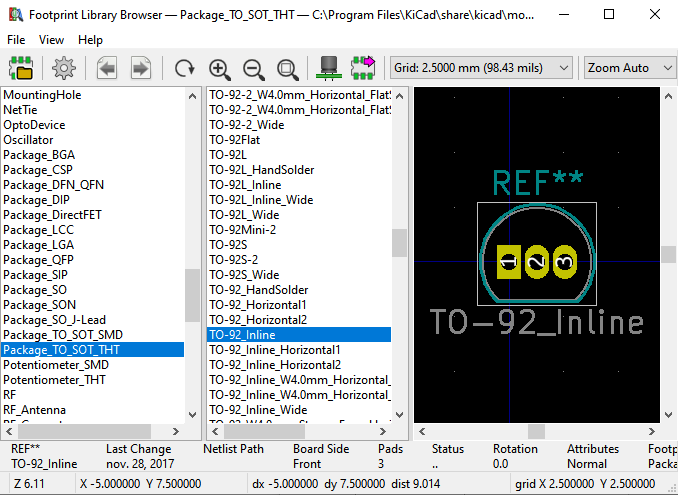 Footprint Library Browser — Package_TO_SOT_THT — C:\Program Files\KiCad\share\kicad\mo...
File View Help
Grid: 2.5000 mm (98.43 mils)
Zoom Auto
MountingHole
NetTie
OptoDevice
Oscillator
Package_BGA
Package_CSP
Package_DFN_QFN
Package_DIP
Package_DirectFET
Package_LCC
Package_LGA
Package_QFP
Package_SIP
Package_SO
Package_SON
Package_SO_J-Lead
Package_TO_SOT_SMD
Package_TO_SOT_THT
Potentiometer_SMD
Potentiometer_THT
RF
RF_Antenna
TO-92-2_W4.0mm_Horizontal_FlatS
TO-92-2_W4.0mm_Horizontal_FlatS
TO-92-2_Wide
TO-92Flat
TO-92L
TO-92L_HandSolder
TO-92L_Inline
TO-92L_Inline_Wide
TO-92L_Wide
TO-92Mini-2
TO-92S
TO-92S-2
TO-92S_Wide
TO-92_HandSolder
TO-92_Horizontal1
TO-92_Horizontal2
TO-92_Inline
TO-92_Inline_Horizontal1
TO-92_Inline_Horizontal2
TO-92_Inline_W4.0mm_Horizontal_
TO-92_Inline_W4.0mm_Horizontal_
TO-92_Inline_Wide
REF**
1 2 3
TO-92_Inline
REF** Last Change Netlist Path Board Side Pads Status Rotation Attributes Footp
TO-92_Inline nov. 28, 2017 Front 3 .. 0.0 Normal Packa
Z 6.11 X -5.000000 Y 7.500000 dx -5.000000 dy 7.500000 dist 9.014 grid X 2.500000 Y 2.500000